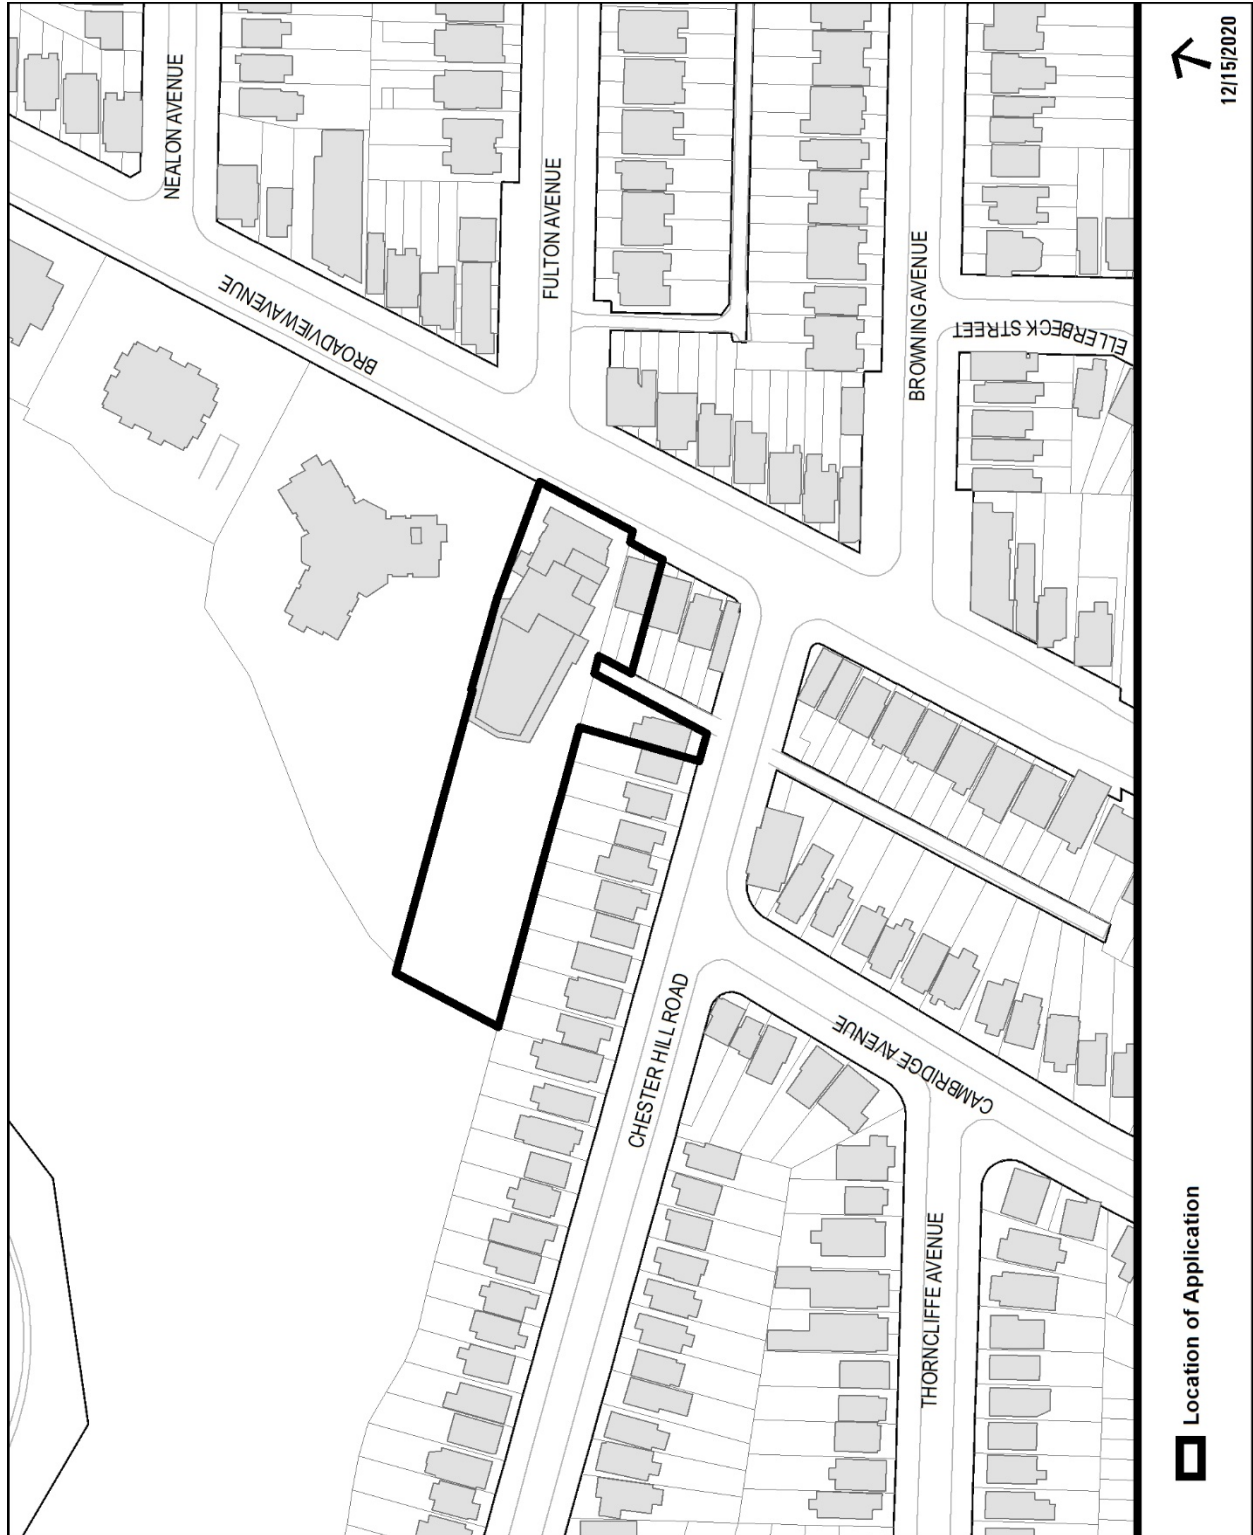 NEALON AVENUE
BROADVIEW AVENUE
FULTON AVENUE
BROWNING AVENUE
ELLERBECK STREET
CHESTER HILL ROAD
CAMBRIDGE AVENUE
THORNCLIFFE AVENUE
Location of Application
12/15/2020